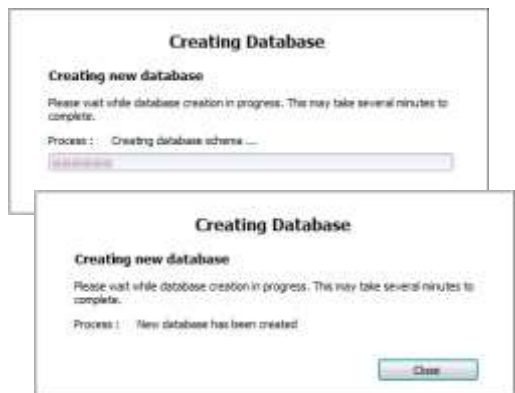 Creating Database
Creating new database
Please wait while database creation in progress. This may take several minutes to
complete.
Process : Creating database schema ...
Creating Database
Creating new database
Please wait while database creation in progress. This may take several minutes to
complete.
Process : New database has been created
Close